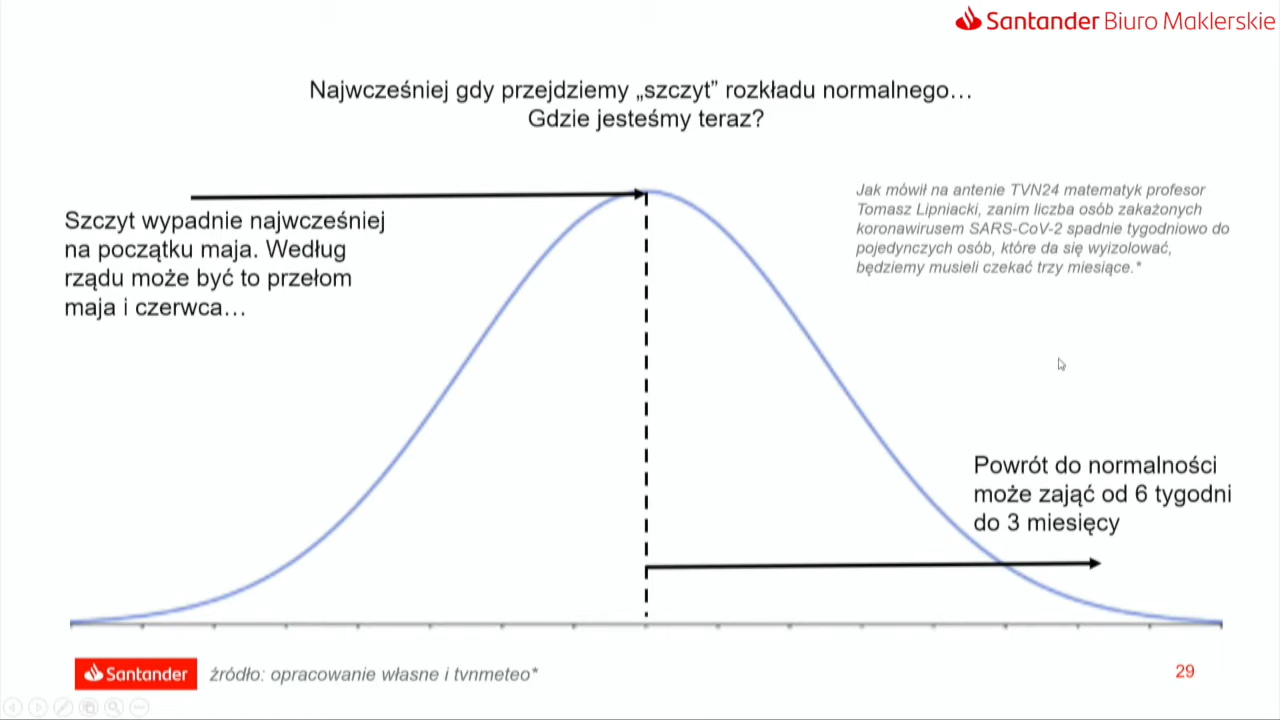 Santander Biuro Maklerskie
Najwcześniej gdy przejdziemy „szczyt” rozkładu normalnego…
Gdzie jesteśmy teraz?
Szczyt wypadnie najwcześniej
na początku maja. Według
rządu może być to przełom
maja i czerwca…
Jak mówił na antenie TVN24 matematyk profesor
Tomasz Lipniacki, zanim liczba osób zakażonych
koronawirusem SARS-CoV-2 spadnie tygodniowo do
pojedynczych osób, które da się wyizolować,
będziemy musieli czekać trzy miesiące.*
Powrót do normalności
może zająć od 6 tygodni
do 3 miesięcy
Santander
źródło: opracowanie własne i tvnmeteo*
29